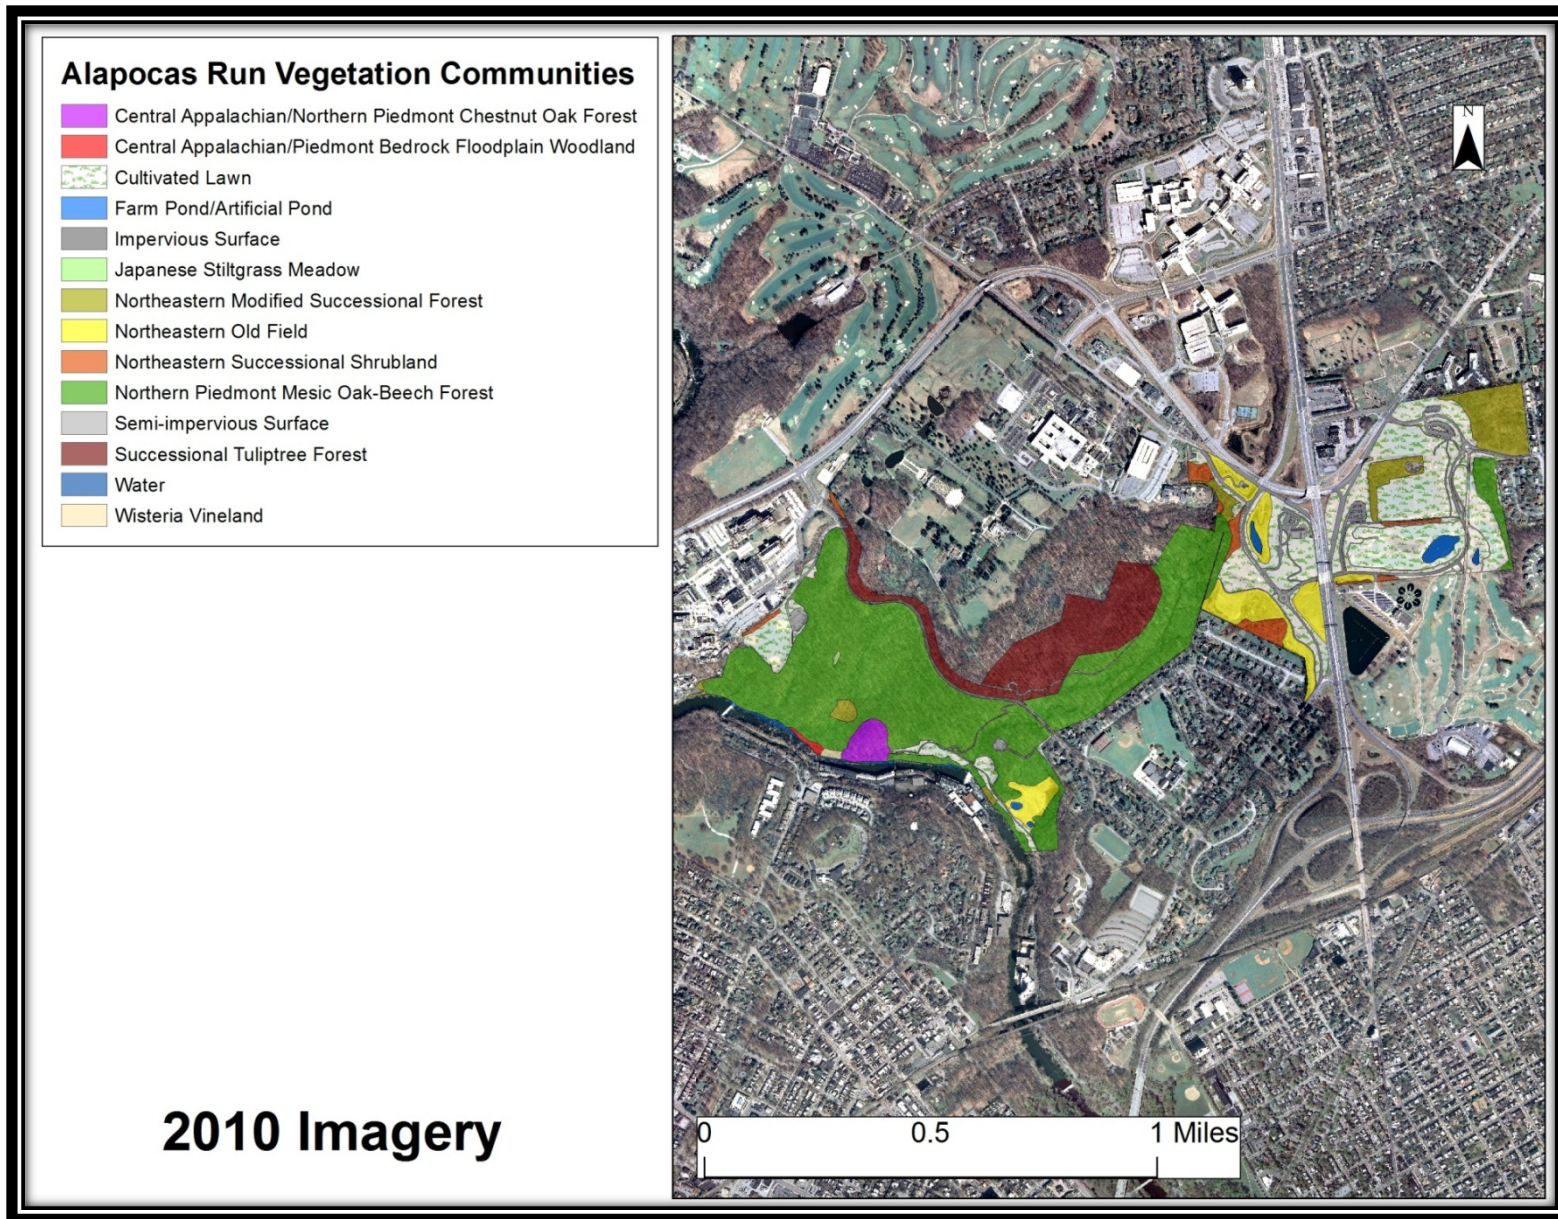 Alapocas Run Vegetation Communities
Central Appalachian/Northern Piedmont Chestnut Oak Forest
Central Appalachian/Piedmont Bedrock Floodplain Woodland
Cultivated Lawn
Farm Pond/Artificial Pond
Impervious Surface
Japanese Stiltgrass Meadow
Northeastern Modified Successional Forest
Northeastern Old Field
Northeastern Successional Shrubland
Northern Piedmont Mesic Oak-Beech Forest
Semi-impervious Surface
Successional Tuliptree Forest
Water
Wisteria Vineland
N
2010 Imagery
0 0.5 1 Miles